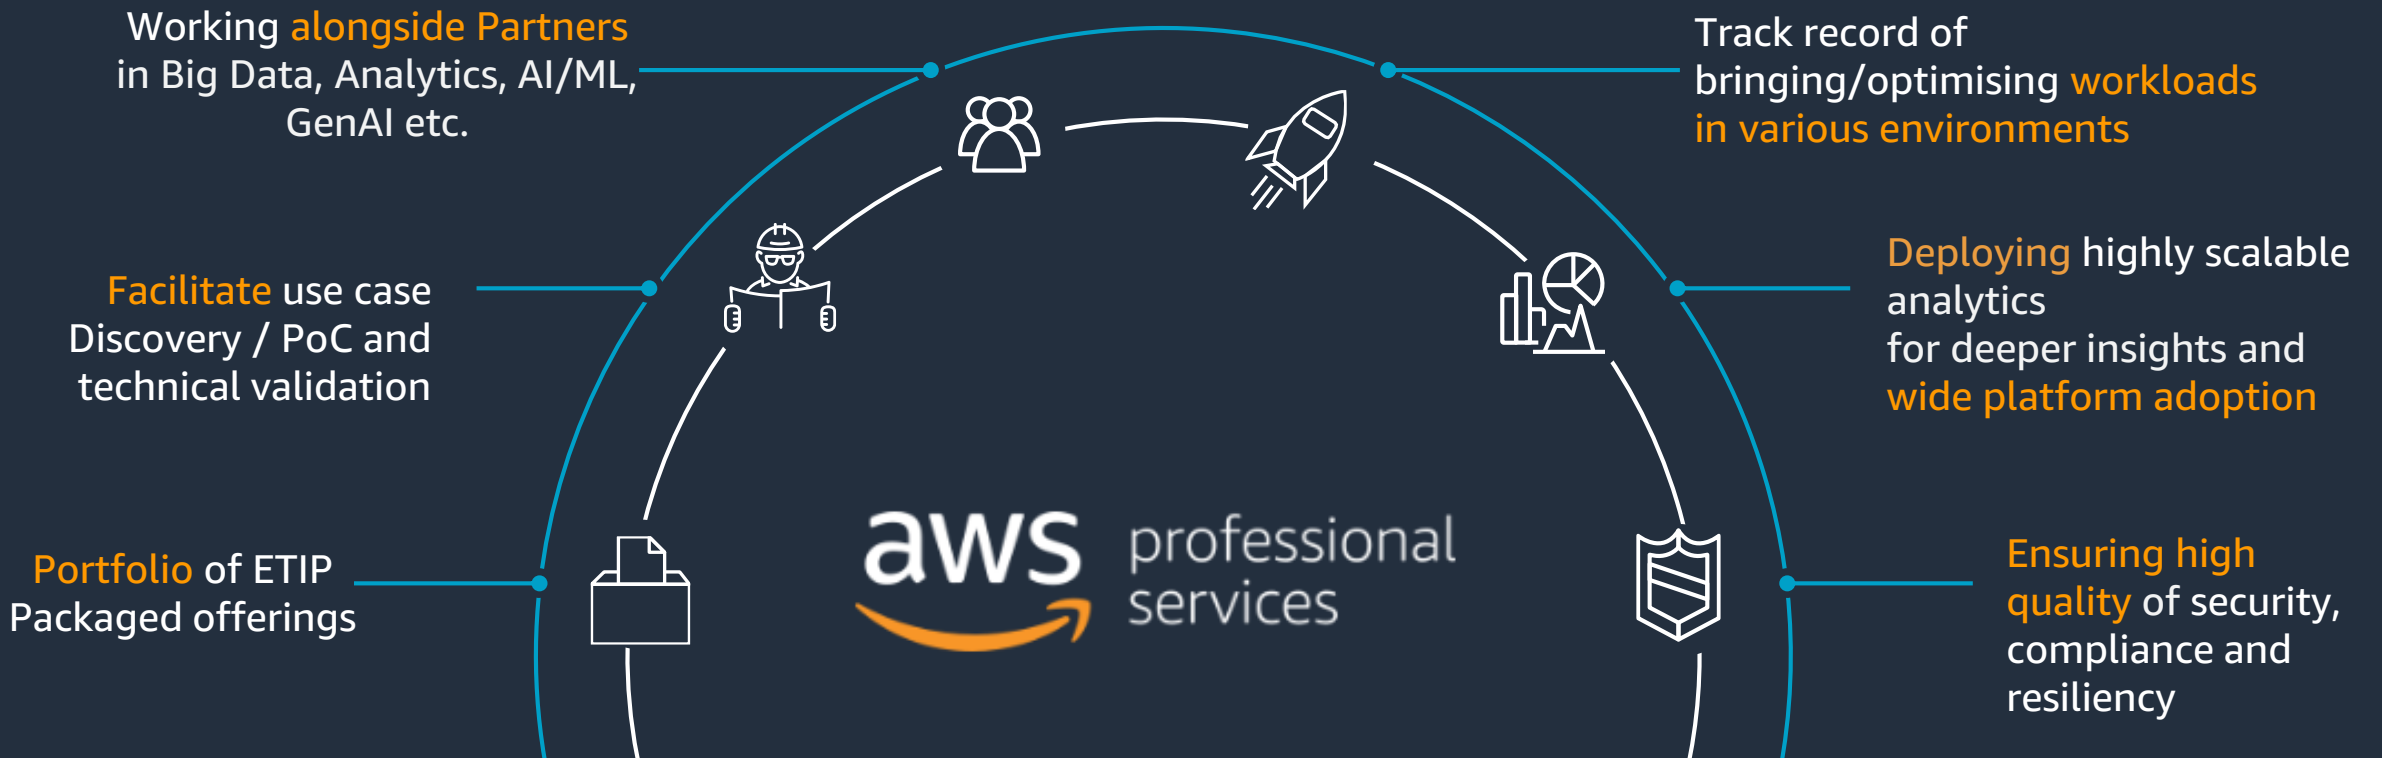 Working alongside Partners
in Big Data, Analytics, AI/ML,
GenAI etc.
Facilitate use case
Discovery / PoC and
technical validation
Portfolio of ETIP
Packaged offerings
aws professional
services
Track record of
bringing/optimising workloads
in various environments
Deploying highly scalable
analytics
for deeper insights and
wide platform adoption
Ensuring high
quality of security,
compliance and
resiliency